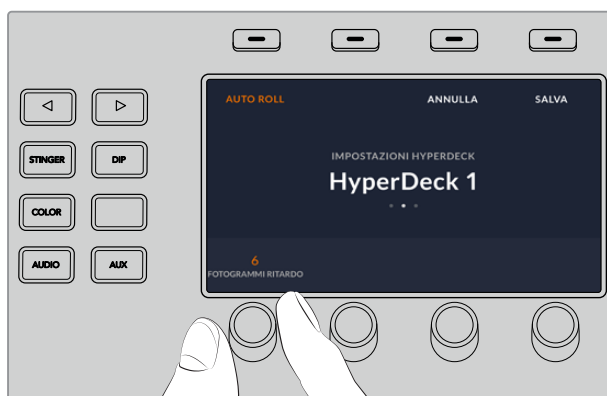 AUTO ROLL ANNULLA SALVA
IMPOSTAZIONI HYPERDECK
HyperDeck 1
STINGER DIP
COLOR
AUDIO AUX
6
FOTOGRAMMI RITARDO